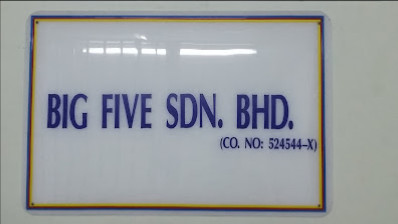 BIG FIVE SDN. BHD.
(CO. NO: 524544-X)